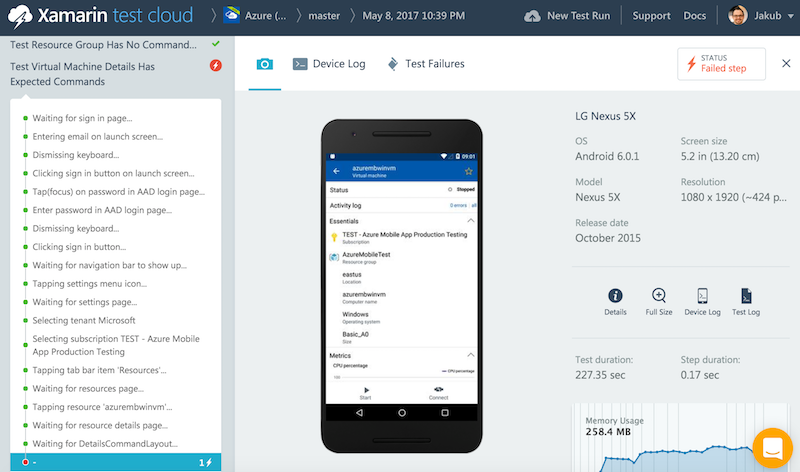 Xamarin test cloud
Azure (...
master
May 8, 2017 10:39 PM
New Test Run
Support
Docs
Jakub
Test Resource Group Has No Command...
Test Virtual Machine Details Has
Expected Commands
Waiting for sign in page...
Entering email on launch screen...
Dismissing keyboard...
Clicking sign in button on launch screen...
Tap(focus) on password in AAD login page...
Enter password in AAD login page...
Dismissing keyboard...
Clicking sign in button...
Waiting for navigation bar to show up...
Tapping settings menu icon...
Waiting for settings page...
Selecting tenant Microsoft
Selecting subscription TEST - Azure Mobile
App Production Testing
Tapping tab bar item 'Resources'...
Waiting for resources page...
Tapping resource 'azurembwinvm'...
Waiting for resource details page...
Waiting for DetailsCommandLayout...
-
1
Device Log
Test Failures
STATUS
Failed step
09:01
azurembwinvm
Virtual machine
Status
Stopped
Activity log
0 errors
all
Essentials
TEST - Azure Mobile App Production Testing
Subscription
AzureMobileTest
Resource group
eastus
Location
azurembwinvm
Computer name
Windows
Operating system
Basic_A0
Size
Metrics
CPU percentage
CPU percentage
100
Start
Connect
LG Nexus 5X
OS
Android 6.0.1
Screen size
5.2 in (13.20 cm)
Model
Nexus 5X
Resolution
1080 x 1920 (~424 p...
Release date
October 2015
Details
Full Size
Device Log
Test Log
Test duration:
227.35 sec
Step duration:
0.17 sec
Memory Usage
258.4 MB